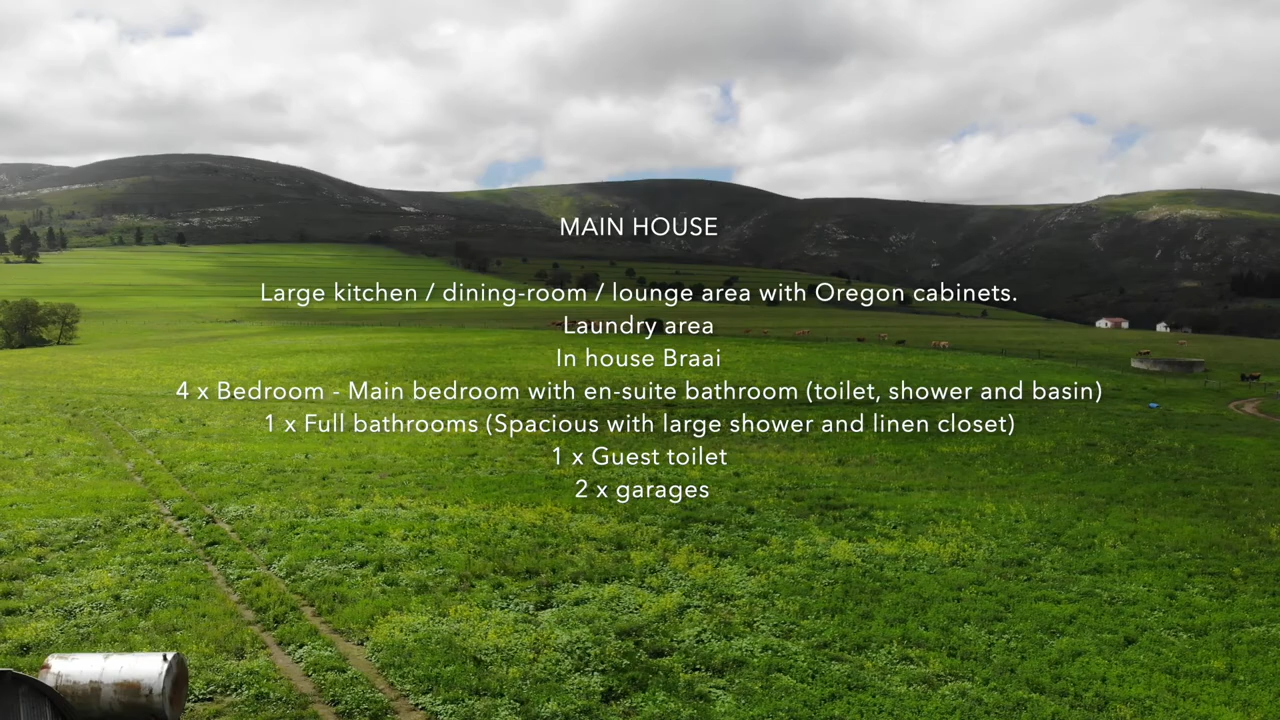 MAIN HOUSE
Large kitchen / dining-room / lounge area with Oregon cabinets.
Laundry area
In house Braai
4 x Bedroom - Main bedroom with en-suite bathroom (toilet, shower and basin)
1 x Full bathrooms (Spacious with large shower and linen closet)
1 x Guest toilet
2 x garages